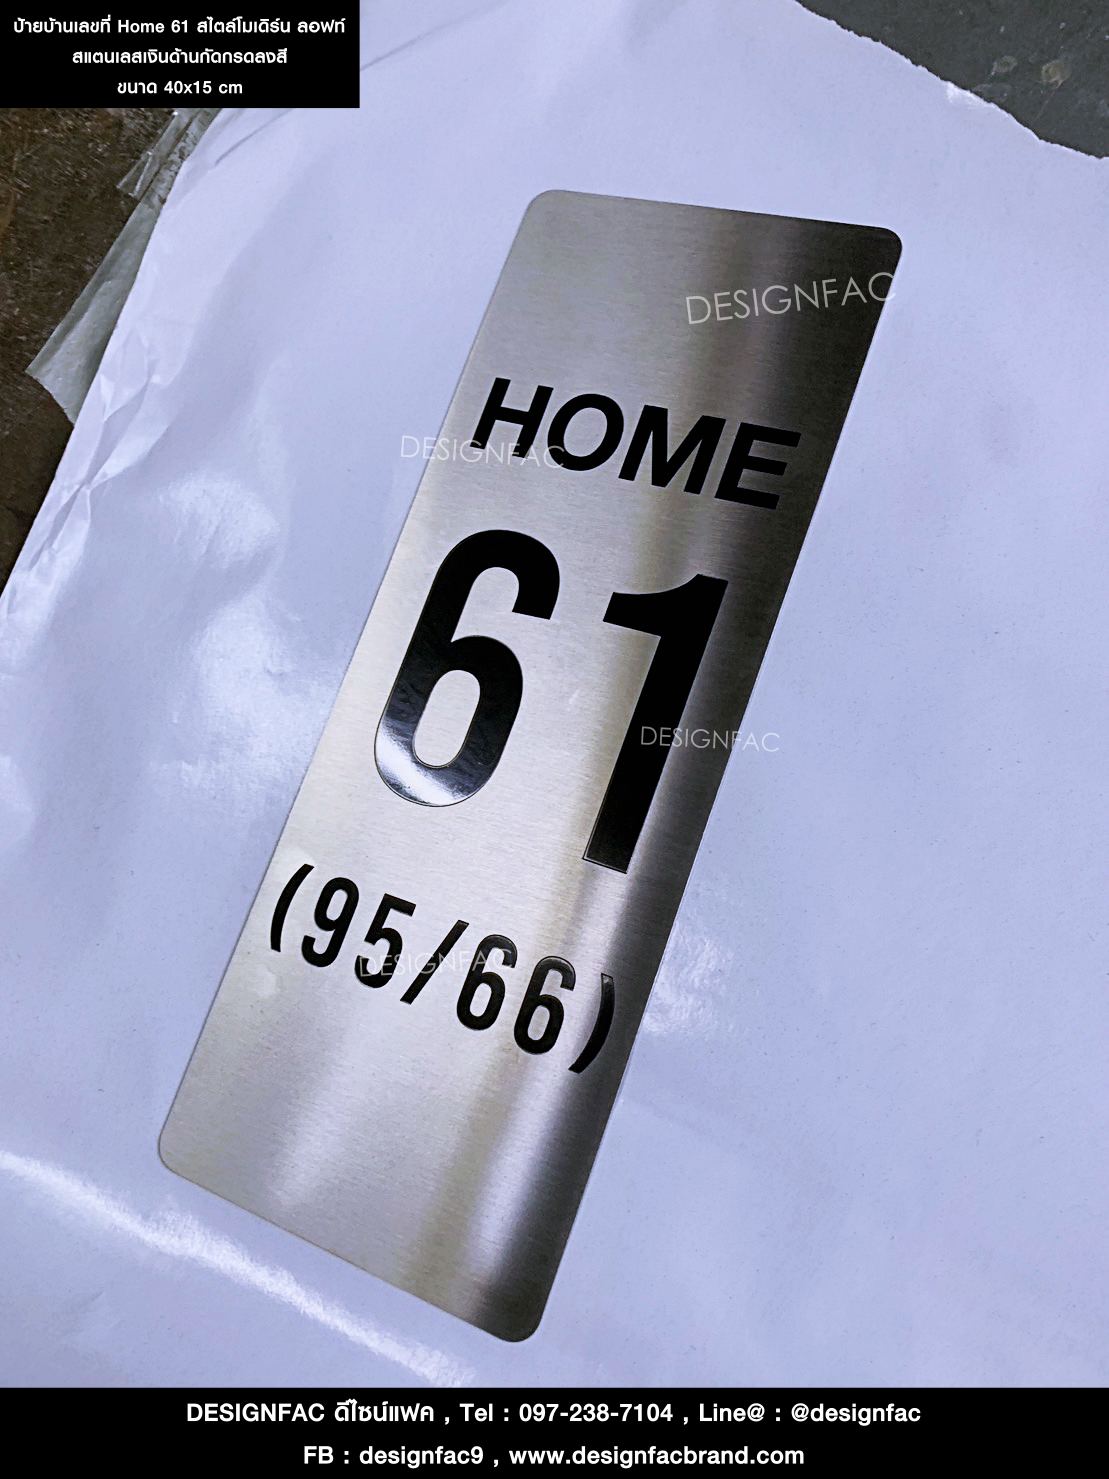 ป้ายบ้านเลขที่ Home 61 สไตล์โมเดิร์น ลอฟท์
สแตนเลสเงินด้านกัดกรดลงสี
ขนาด 40x15 cm
DESIGNFAC
HOME
DESIGNFAC
61
DESIGNFAC
(95/66)
DESIGNFAC
DESIGNFAC ดีไซน์แฟค , Tel : 097-238-7104 , Line@ : @designfac
FB : designfac9 , www.designfacbrand.com